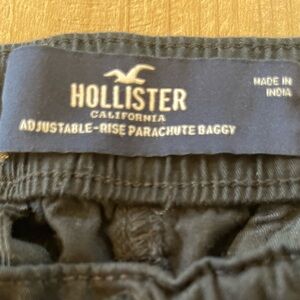 HOLLISTER
CALIFORNIA
ADJUSTABLE-RISE PARACHUTE BAGGY
MADE IN
INDIA